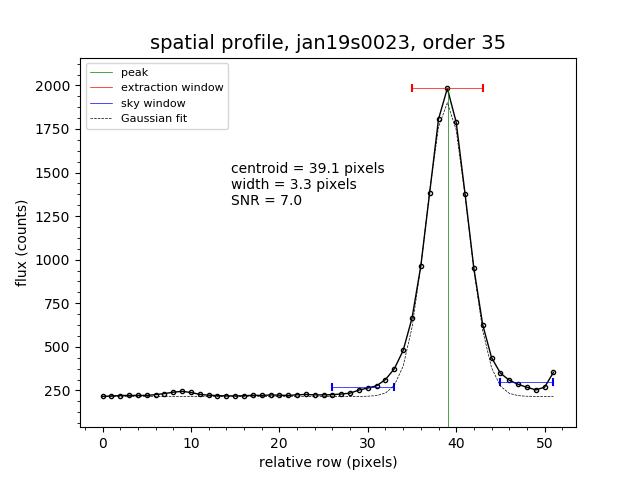 spatial profile, jan19s0023, order 35
peak
extraction window
sky window
Gaussian fit
centroid = 39.1 pixels
width = 3.3 pixels
SNR = 7.0
flux (counts)
2000
1750
1500
1250
1000
750
500
250
0 10 20 30 40 50
relative row (pixels)